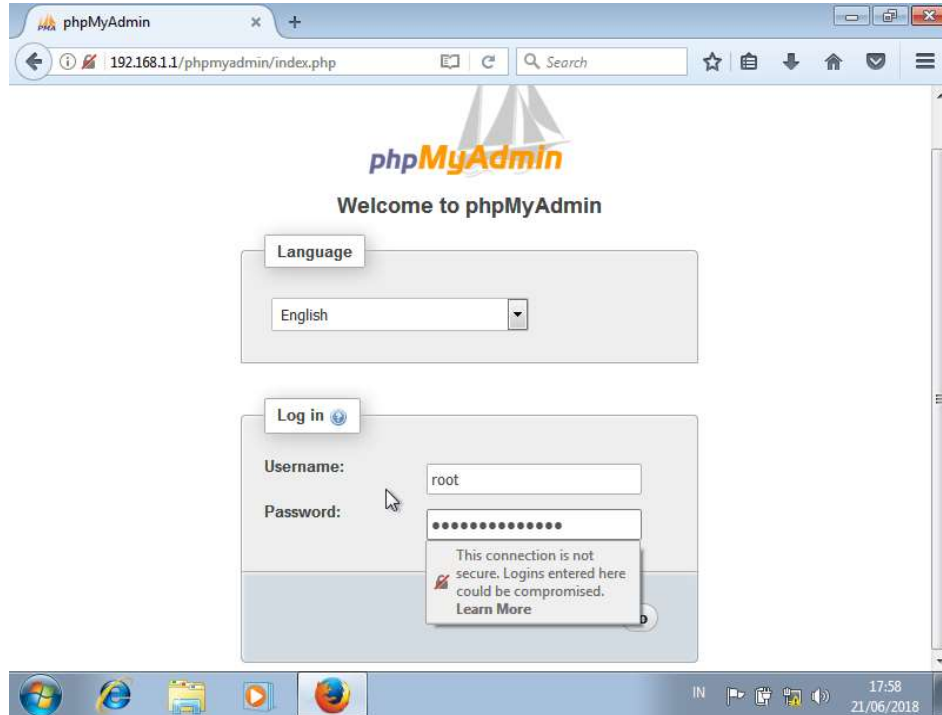 phpMyAdmin
192.168.1.1/phpmyadmin/index.php
Search
phpMyAdmin
Welcome to phpMyAdmin
Language
English
Log in
Username:
root
Password:
This connection is not
secure. Logins entered here
could be compromised.
Learn More
IN
17:58
21/06/2018